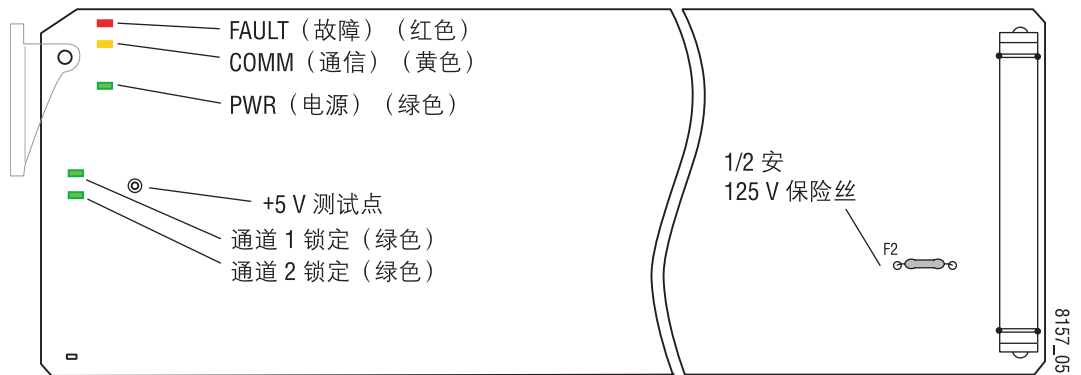 FAULT（故障）（红色）
COMM（通信）（黄色）
PWR（电源）（绿色）
+5 V 测试点
通道 1 锁定（绿色）
通道 2 锁定（绿色）
1/2 安
125 V 保险丝
F2
8157_05